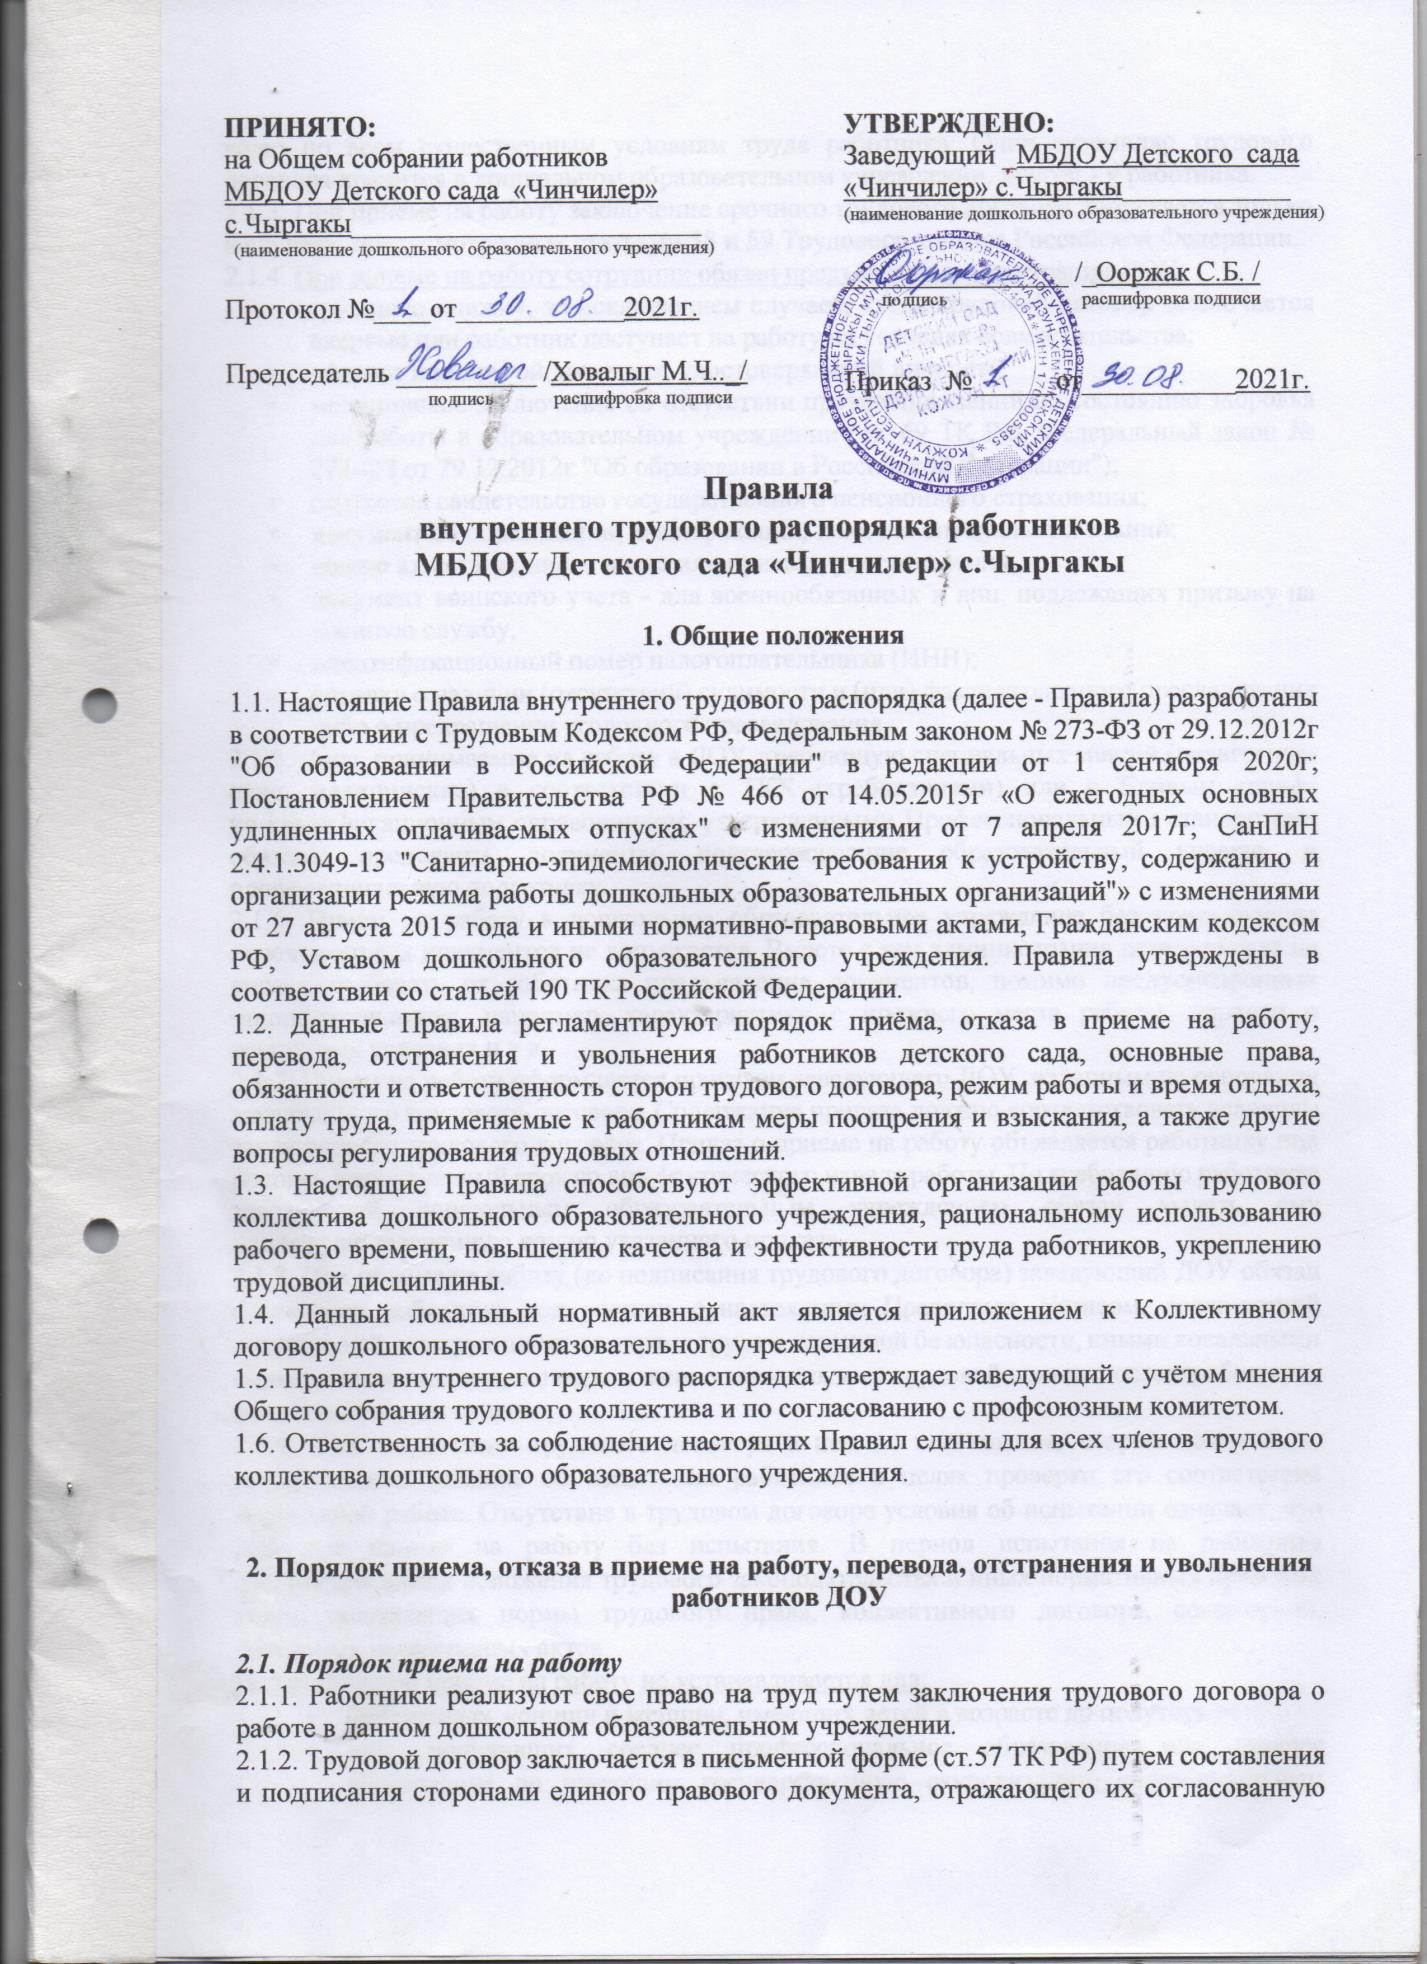 ПРИНЯТО:
на Общем собрании работников
МБДОУ Детского сада «Чинчилер»
с.Чыргакы
(наименование дошкольного образовательного учреждения)
Протокол № 1 от 30. 08 2021г.
Председатель Ховалыг /Ховалыг М.Ч.. /
подпись расшифровка подписи
УТВЕРЖДЕНО:
Заведующий МБДОУ Детского сада
«Чинчилер» с.Чыргакы
(наименование дошкольного образовательного учреждения)
Ооржак / Ооржак С.Б. /
подпись расшифровка подписи
Приказ № 1 от 30.08. 2021г.
ДЕТСКИЙ САД
КОЖУУН
Правила
внутреннего трудового распорядка работников
МБДОУ Детского сада «Чинчилер» с.Чыргакы
1. Общие положения
1.1. Настоящие Правила внутреннего трудового распорядка (далее - Правила) разработаны
в соответствии с Трудовым Кодексом РФ, Федеральным законом № 273-ФЗ от 29.12.2012г
"Об образовании в Российской Федерации" в редакции от 1 сентября 2020г;
Постановлением Правительства РФ № 466 от 14.05.2015г «О ежегодных основных
удлиненных оплачиваемых отпусках" с изменениями от 7 апреля 2017г; СанПиН
2.4.1.3049-13 "Санитарно-эпидемиологические требования к устройству, содержанию и
организации режима работы дошкольных образовательных организаций"» с изменениями
от 27 августа 2015 года и иными нормативно-правовыми актами, Гражданским кодексом
РФ, Уставом дошкольного образовательного учреждения. Правила утверждены в
соответствии со статьей 190 ТК Российской Федерации.
1.2. Данные Правила регламентируют порядок приёма, отказа в приеме на работу,
перевода, отстранения и увольнения работников детского сада, основные права,
обязанности и ответственность сторон трудового договора, режим работы и время отдыха,
оплату труда, применяемые к работникам меры поощрения и взыскания, а также другие
вопросы регулирования трудовых отношений.
1.3. Настоящие Правила способствуют эффективной организации работы трудового
коллектива дошкольного образовательного учреждения, рациональному использованию
рабочего времени, повышению качества и эффективности труда работников, укреплению
трудовой дисциплины.
1.4. Данный локальный нормативный акт является приложением к Коллективному
договору дошкольного образовательного учреждения.
1.5. Правила внутреннего трудового распорядка утверждает заведующий с учётом мнения
Общего собрания трудового коллектива и по согласованию с профсоюзным комитетом.
1.6. Ответственность за соблюдение настоящих Правил едины для всех членов трудового
коллектива дошкольного образовательного учреждения.
2. Порядок приема, отказа в приеме на работу, перевода, отстранения и увольнения
работников ДОУ
2.1. Порядок приема на работу
2.1.1. Работники реализуют свое право на труд путем заключения трудового договора о
работе в данном дошкольном образовательном учреждении.
2.1.2. Трудовой договор заключается в письменной форме (ст.57 ТК РФ) путем составления
и подписания сторонами единого правового документа, отражающего их согласованную